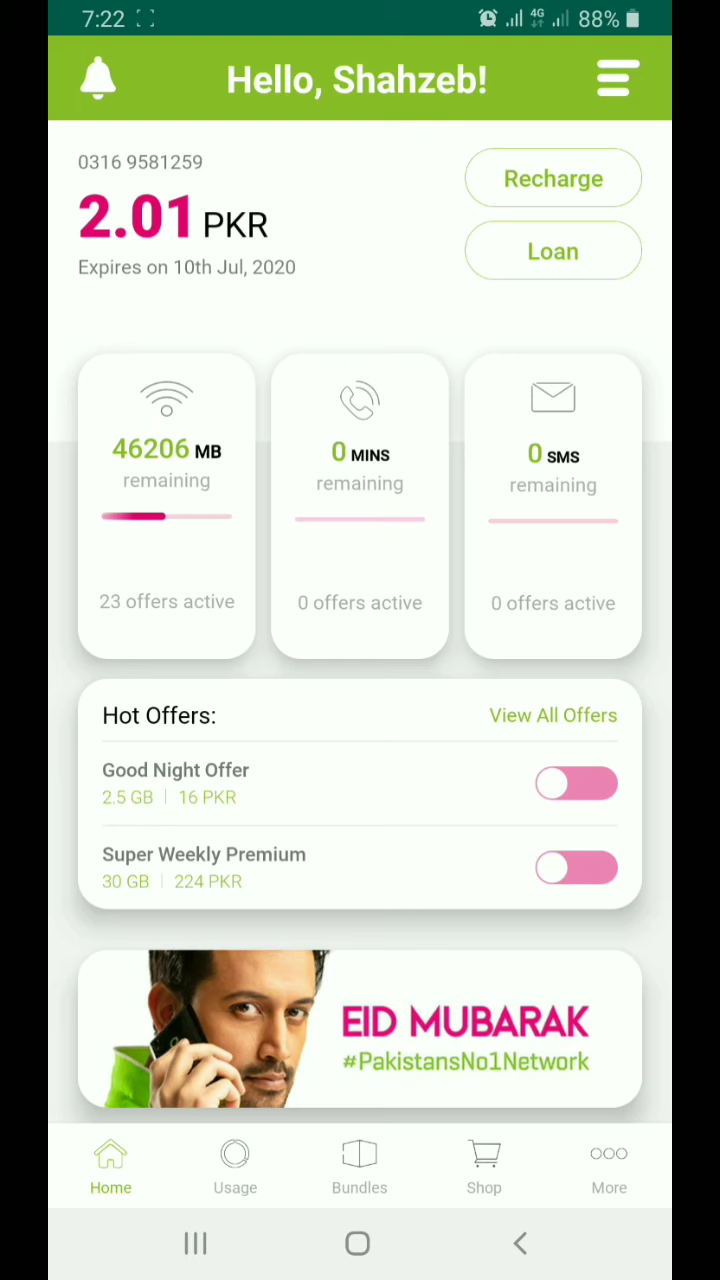 7:22 4G 88%
Hello, Shahzeb!
0316 9581259
2.01 PKR
Expires on 10th Jul, 2020
Recharge
Loan
46206 MB
remaining
23 offers active
0 MINS
remaining
0 offers active
0 SMS
remaining
0 offers active
Hot Offers: View All Offers
Good Night Offer
2.5 GB | 16 PKR
Super Weekly Premium
30 GB | 224 PKR
EID MUBARAK
#PakistansNo1Network
Home Usage Bundles Shop More